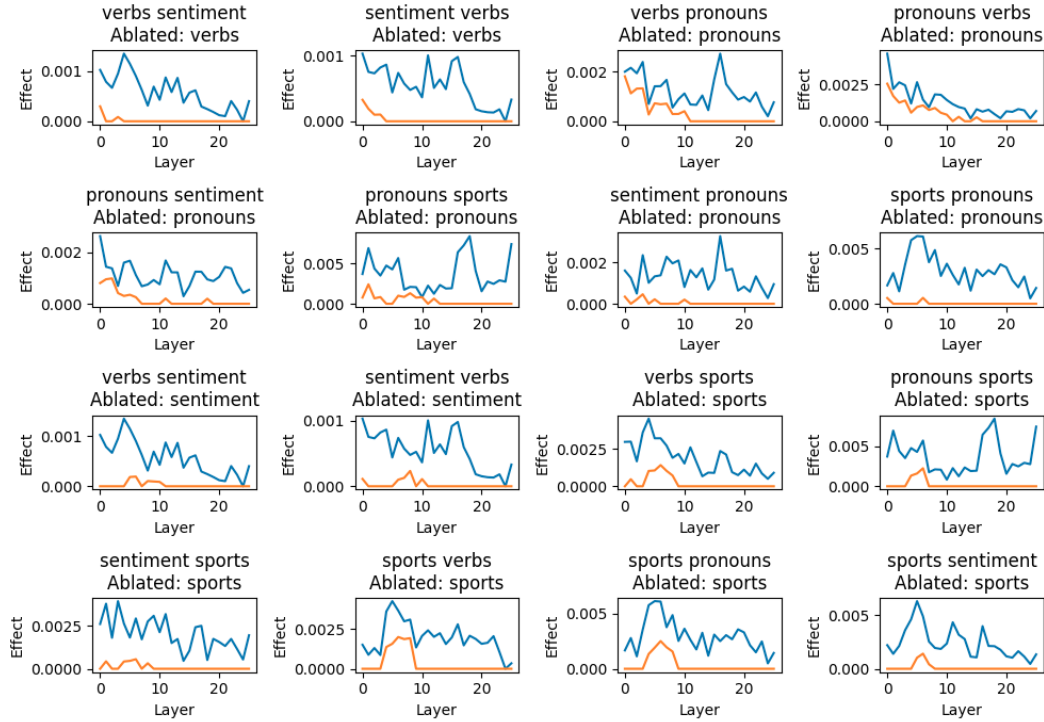 verbs sentiment
Ablated: verbs
Effect
0.001
0.000
0
10
20
Layer
sentiment verbs
Ablated: verbs
Effect
0.001
0.000
0
10
20
Layer
verbs pronouns
Ablated: pronouns
Effect
0.002
0.000
0
10
20
Layer
pronouns verbs
Ablated: pronouns
Effect
0.0025
0.0000
0
10
20
Layer
pronouns sentiment
Ablated: pronouns
Effect
0.002
0.000
0
10
20
Layer
pronouns sports
Ablated: pronouns
Effect
0.005
0.000
0
10
20
Layer
sentiment pronouns
Ablated: pronouns
Effect
0.002
0.000
0
10
20
Layer
sports pronouns
Ablated: pronouns
Effect
0.005
0.000
0
10
20
Layer
verbs sentiment
Ablated: sentiment
Effect
0.001
0.000
0
10
20
Layer
sentiment verbs
Ablated: sentiment
Effect
0.001
0.000
0
10
20
Layer
verbs sports
Ablated: sports
Effect
0.0025
0.0000
0
10
20
Layer
pronouns sports
Ablated: sports
Effect
0.005
0.000
0
10
20
Layer
sentiment sports
Ablated: sports
Effect
0.0025
0.0000
0
10
20
Layer
sports verbs
Ablated: sports
Effect
0.0025
0.0000
0
10
20
Layer
sports pronouns
Ablated: sports
Effect
0.005
0.000
0
10
20
Layer
sports sentiment
Ablated: sports
Effect
0.005
0.000
0
10
20
Layer